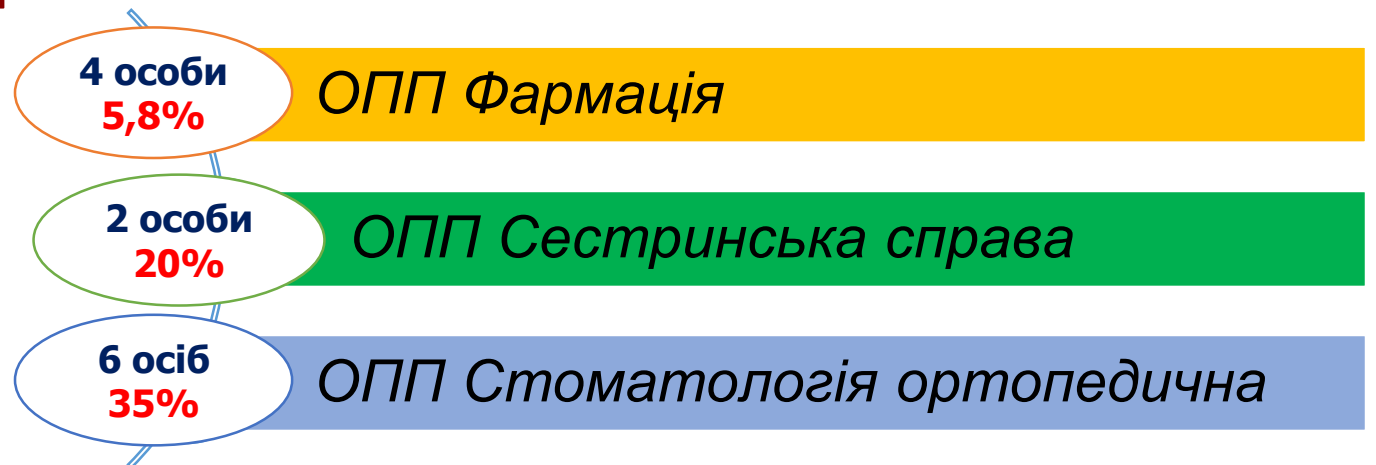 4 особи
5,8%
ОПП Фармація
2 особи
20%
ОПП Сестринська справа
6 осіб
35%
ОПП Стоматологія ортопедична